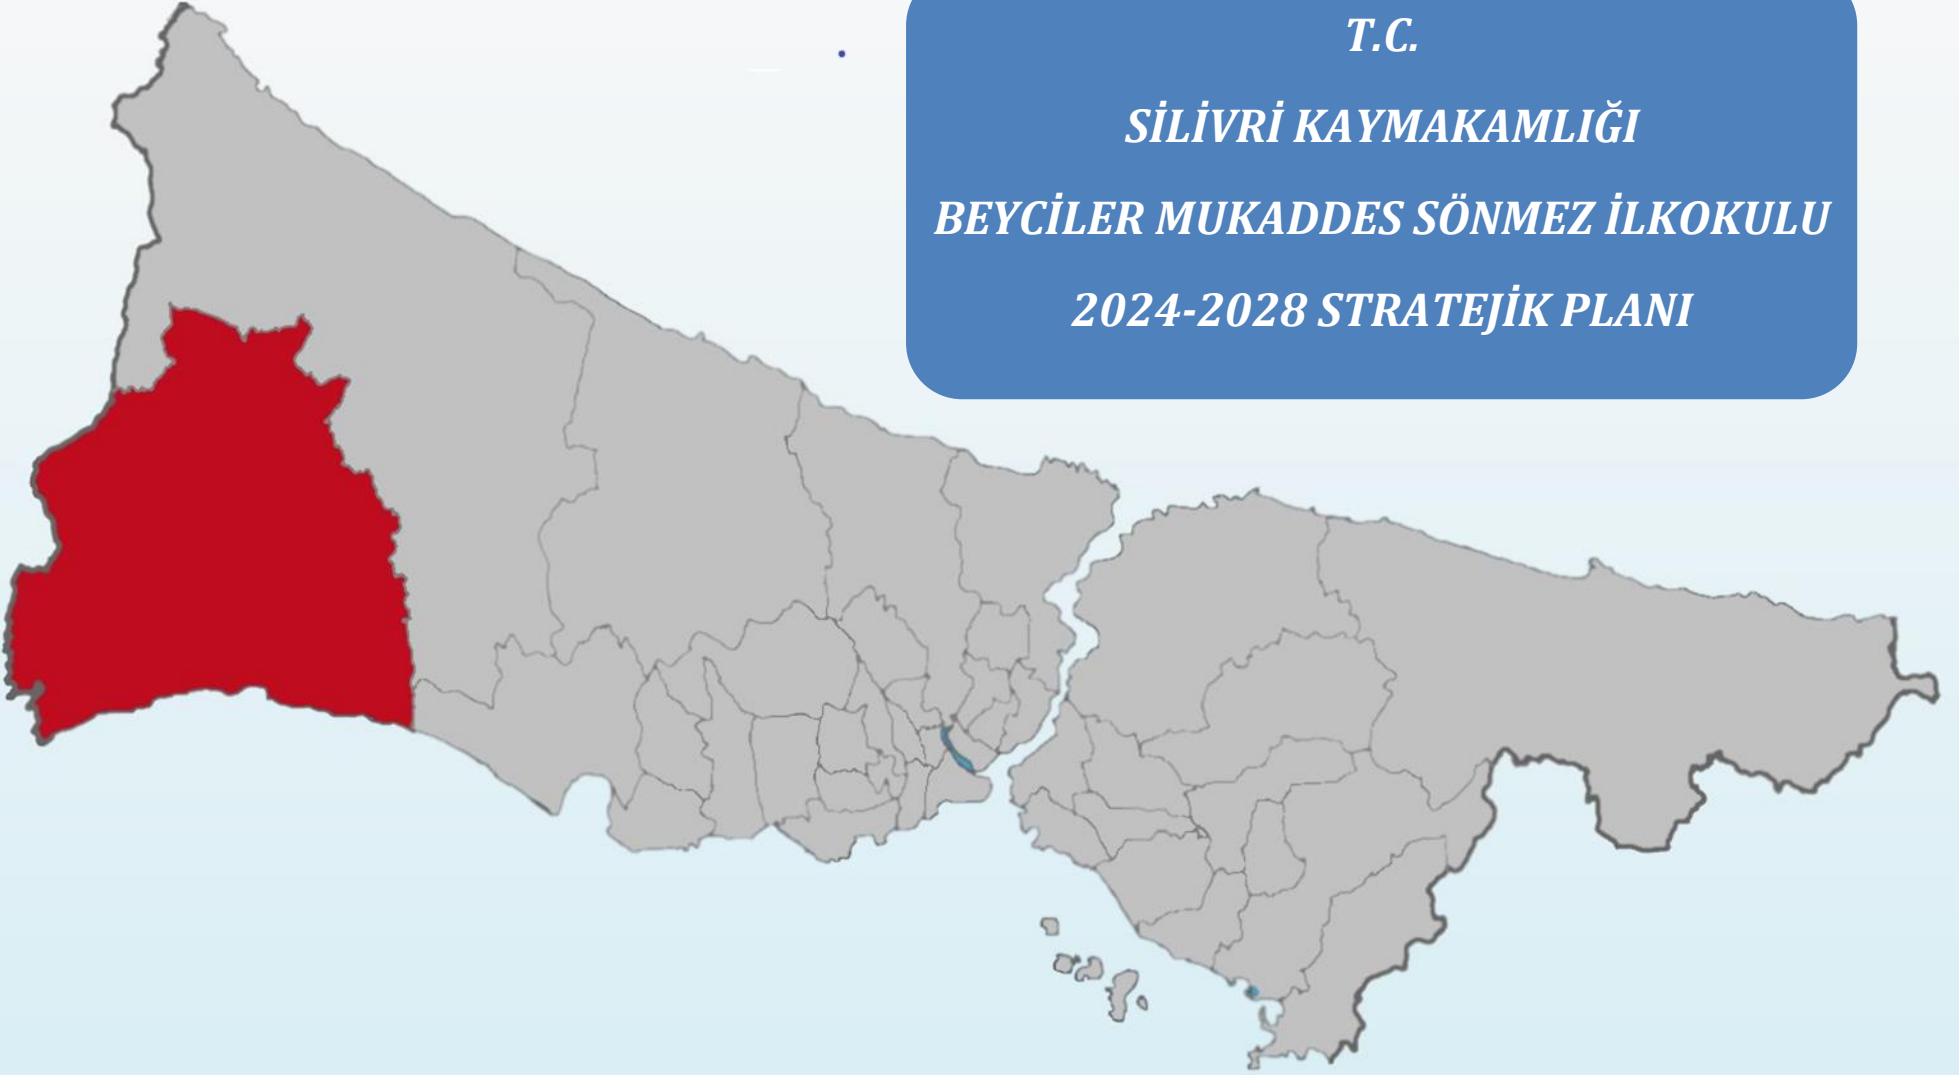 T.C.
SİLİVRİ KAYMAKAMLIĞI
BEYCİLER MUKADDES SÖNMEZ İLKOKULU
2024-2028 STRATEJİK PLANI